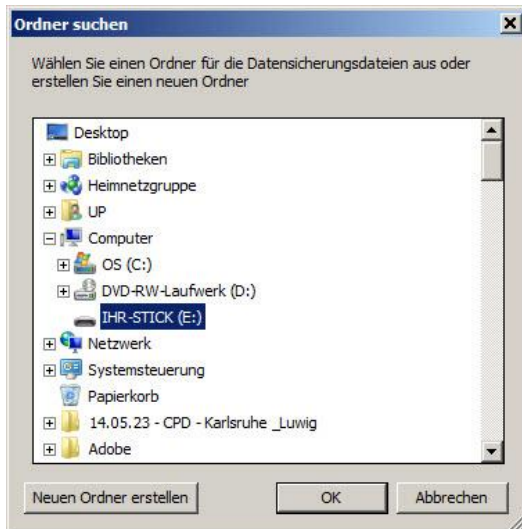 Ordner suchen
Wählen Sie einen Ordner für die Datensicherungsdateien aus oder
erstellen Sie einen neuen Ordner
Desktop
Bibliotheken
Heimnetzgruppe
UP
Computer
OS (C:)
DVD-RW-Laufwerk (D:)
IHR-STICK (E:)
Netzwerk
Systemsteuerung
Papierkorb
14.05.23 - CPD - Karlsruhe _Luwig
Adobe
Neuen Ordner erstellen OK Abbrechen